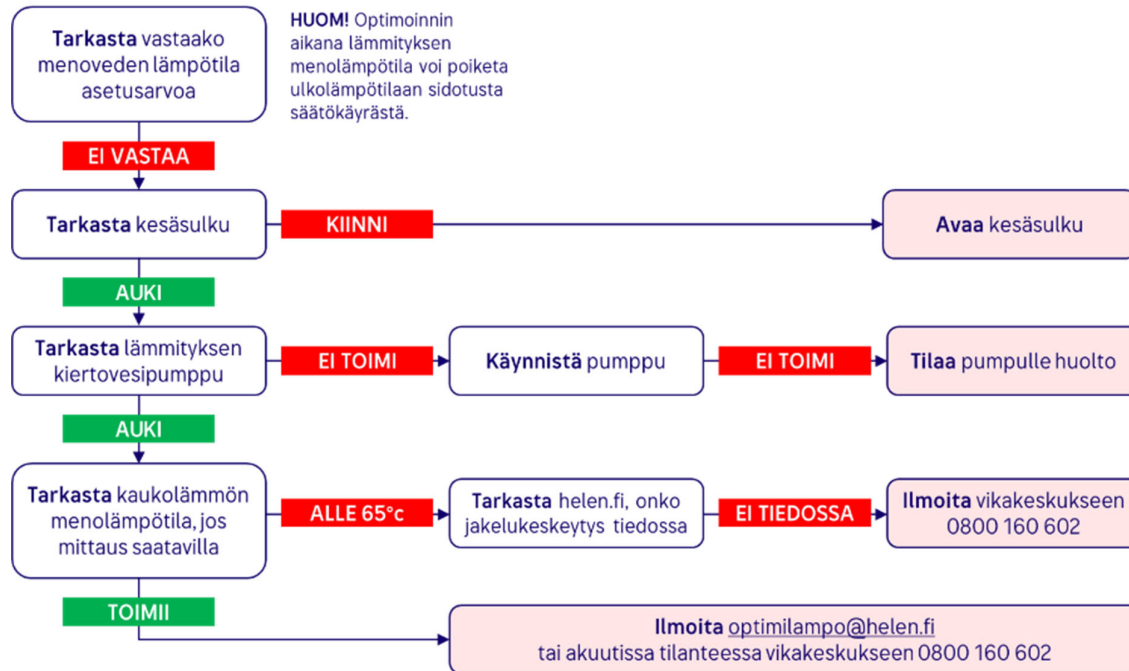 Tarkasta vastaako
menoveden lämpötila
asetusarvoa
HUOM! Optimoinnin
aikana lämmityksen
menolämpötila voi poiketa
ulkolämpötilaan sidotusta
säätökäyrästä.
EI VASTAA
Tarkasta kesäsulku
KIINNI
Avaa kesäsulku
AUKI
Tarkasta lämmityksen
kiertovesipumppu
EI TOIMI
Käynnistä pumppu
EI TOIMI
Tilaa pumpulle huolto
AUKI
Tarkasta kaukolämmön
menolämpötila, jos
mittaus saatavilla
ALLE 65°c
Tarkasta helen.fi, onko
jakelukeskeytys tiedossa
EI TIEDOSSA
Ilmoita vikakeskukseen
0800 160 602
TOIMII
Ilmoita optimilampo@helen.fi
tai akuutissa tilanteessa vikakeskukseen 0800 160 602